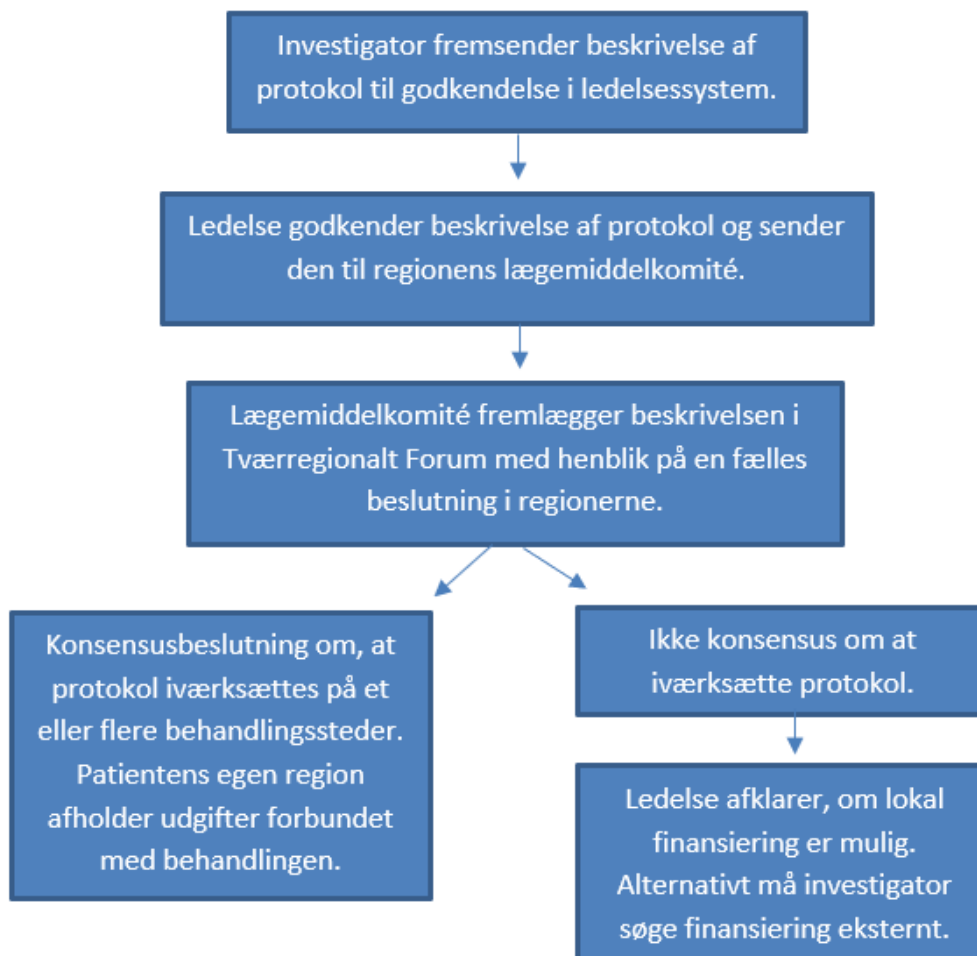 Investigator fremsender beskrivelse af
protokol til godkendelse i ledelsessystem.
Ledelse godkender beskrivelse af protokol og sender
den til regionens lægemiddelkomité.
Lægemiddelkomité fremlægger beskrivelsen i
Tværregionalt Forum med henblik på en fælles
beslutning i regionerne.
Konsensusbeslutning om, at
protokol iværksættes på et
eller flere behandlingssteder.
Patientens egen region
afholder udgifter forbundet
med behandlingen.
Ikke konsensus om at
iværksætte protokol.
Ledelse afklarer, om lokal
finansiering er mulig.
Alternativt må investigator
søge finansiering eksternt.